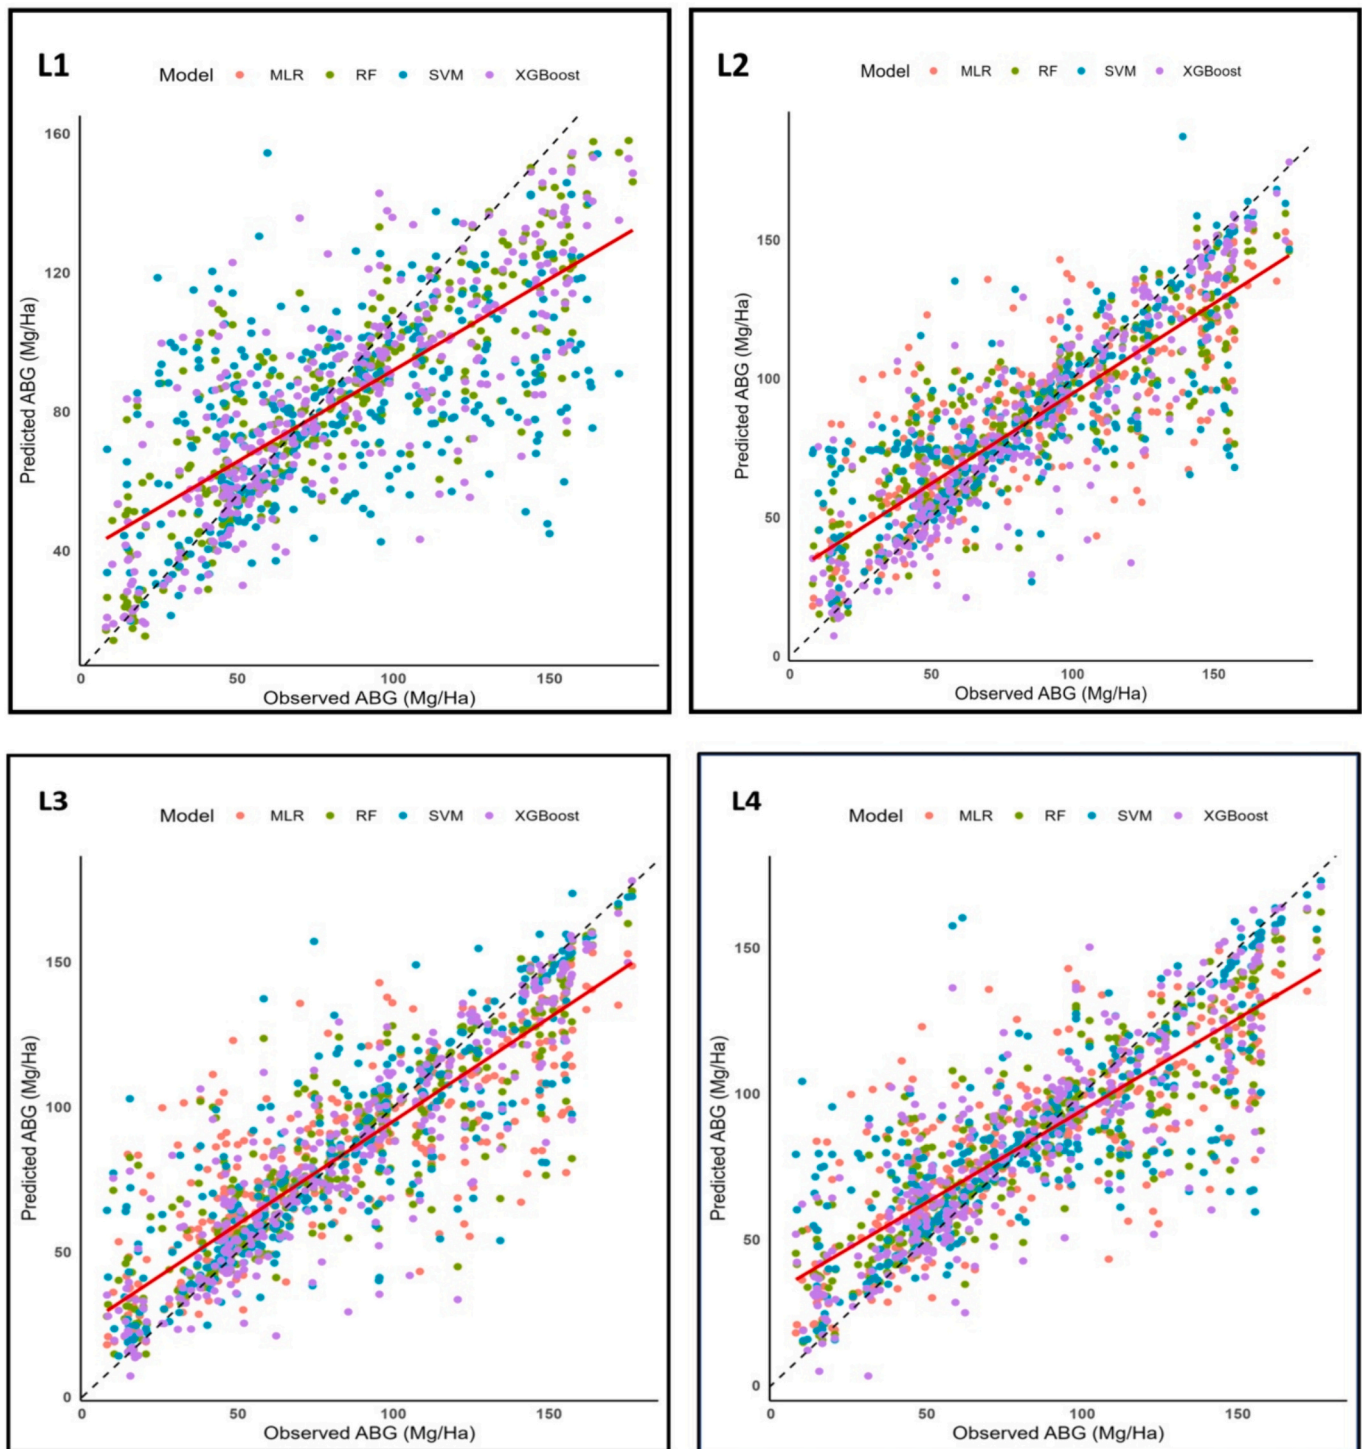 L1
Model MLR RF SVM XGBoost
160
120
80
40
Predicted ABG (Mg/Ha)
0 50 100 150
Observed ABG (Mg/Ha)
L2
Model MLR RF SVM XGBoost
150
100
50
0
Predicted ABG (Mg/Ha)
0 50 100 150
Observed ABG (Mg/Ha)
L3
Model MLR RF SVM XGBoost
150
100
50
0
Predicted ABG (Mg/Ha)
0 50 100 150
Observed ABG (Mg/Ha)
L4
Model MLR RF SVM XGBoost
150
100
50
0
Predicted ABG (Mg/Ha)
0 50 100 150
Observed ABG (Mg/Ha)